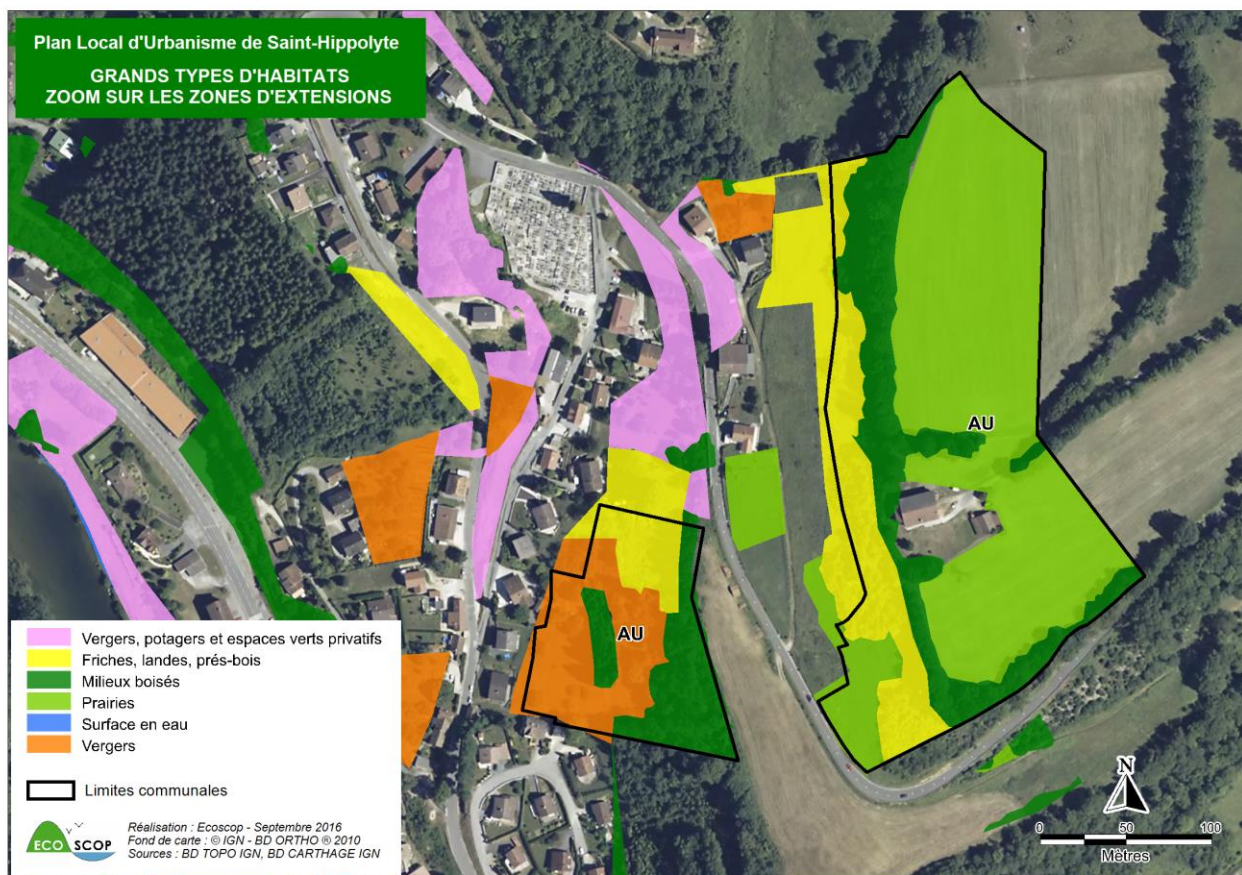 Plan Local d'Urbanisme de Saint-Hippolyte
GRANDS TYPES D'HABITATS
ZOOM SUR LES ZONES D'EXTENSIONS
AU
AU
Vergers, potagers et espaces verts privatifs
Friches, landes, prés-bois
Milieux boisés
Prairies
Surface en eau
Vergers
Limites communales
ECO SCOP
Réalisation : Ecoscop - Septembre 2016
Fond de carte : © IGN - BD ORTHO ® 2010
Sources : BD TOPO IGN, BD CARTHAGE IGN
N
0 50 100
Mètres